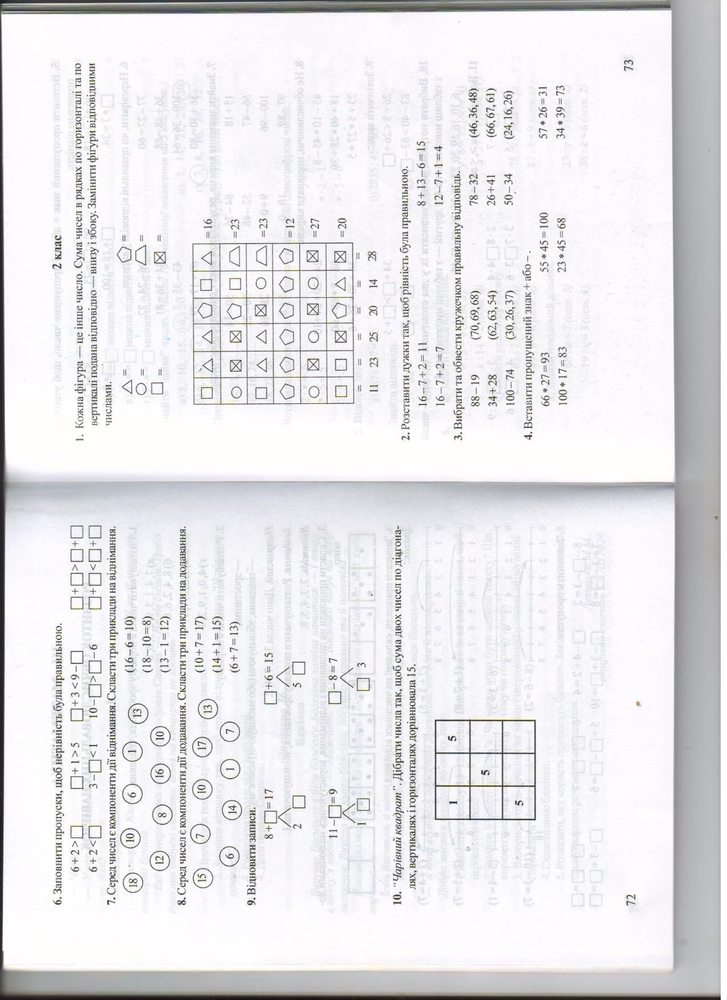 6. Заповнити пропуски, щоб нерівність була правильною.
6+2>□ □+1>5 □+3<9−□ □+□>□+□
6+2<□ 3−□<1 10−□>□−6 □+□<□+□
7. Серед чисел є компоненти дії віднімання. Скласти три приклади на віднімання.
18 10 6 1 13 (16−6=10)
(18−10=8)
12 8 16 10 (13−1=12)
8. Серед чисел є компоненти дії додавання. Скласти три приклади на додавання.
15 7 10 17 13 (10+7=17)
(14+1=15)
6 14 1 7 (6+7=13)
9. Відновити записи.
8+□=17 □+6=15
2 □ 5 □
11−□=9 □−8=7
1 □ □ 3
10. “Чарівний квадрат”. Дібрати числа так, щоб сума двох чисел по діагона-
лях, вертикалях і горизонталях дорівнювала 15.
1 5
5
5
72
2 клас
1. Кожна фігура — це інше число. Сума чисел в рядках по горизонталі та по
вертикалі подана відповідно — внизу і збоку. Замінити фігури відповідними
числами.
△= ⬠=
○= ⏢=
□= ⊠=
□ △ △ ⬠ □ △ =16
○ ⊠ ⊠ ⬠ □ ⏢ =23
□ △ △ ⊠ ○ ⏢ =23
⬠ ⬠ ⬠ ⬠ ⬠ ⬠ =12
○ ⊠ ○ ⊠ ○ ⊠ =27
□ □ ⊠ ⬠ △ ⊠ =20
= = = = = =
11 23 25 20 14 28
2. Розставити дужки так, щоб рівність була правильною.
16−7+2=11 8+13−6=15
16−7+2=7 12−7+1=4
3. Вибрати та обвести кружечком правильну відповідь.
88−19 (70, 69, 68) 78−32 (46, 36, 48)
34+28 (62, 63, 54) 26+41 (66, 67, 61)
100−74 (30, 26, 37) 50−34 (24, 16, 26)
4. Вставити пропущений знак + або −.
66*27=93 55*45=100 57*26=31
100*17=83 23*45=68 34*39=73
73